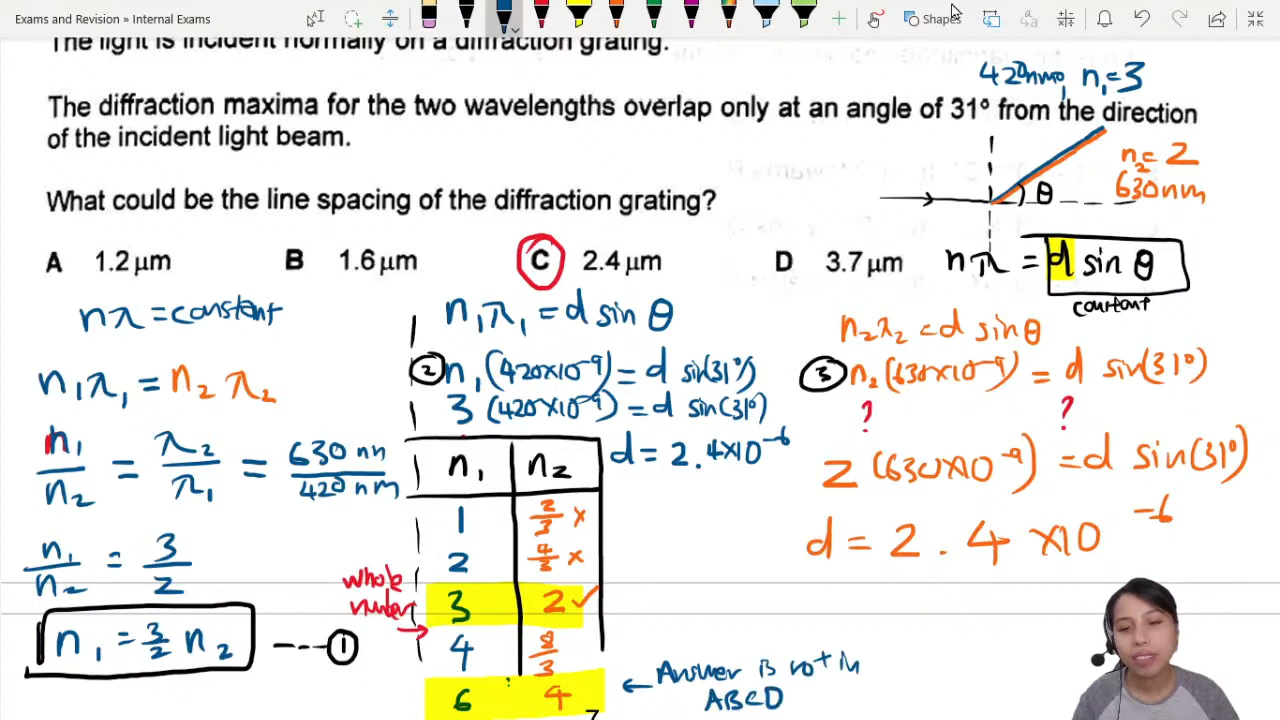 Exams and Revision » Internal Exams
Shapes
The light is incident normally on a diffraction grating.
420nm, n₁=3
The diffraction maxima for the two wavelengths overlap only at an angle of 31° from the direction
of the incident light beam.
n₂= 2
630nm
θ
What could be the line spacing of the diffraction grating?
A 1.2 μm B 1.6 μm C 2.4 μm D 3.7 μm
nλ = d sin θ
constant
nλ = constant
n₁λ₁ = n₂λ₂
n₁/n₂ = λ₂/λ₁ = 630 nm/420 nm
n₁/n₂ = 3/2
n₁ = 3/2 n₂ --- ①
n₁λ₁ = d sin θ
② n₁(420×10⁻⁹) = d sin(31°)
3 (420×10⁻⁹) = d sin(31°)
d = 2.4×10⁻⁶
n₁ n₂
1 2/3 ×
2 4/3 ×
3 2 ✓
4 8/3
6 4
whole
number
← Answer is not in
ABCD
n₂λ₂ = d sin θ
③ n₂(630×10⁻⁹) = d sin(31°)
? ?
2 (630×10⁻⁹) = d sin(31°)
d = 2.4 ×10⁻⁶